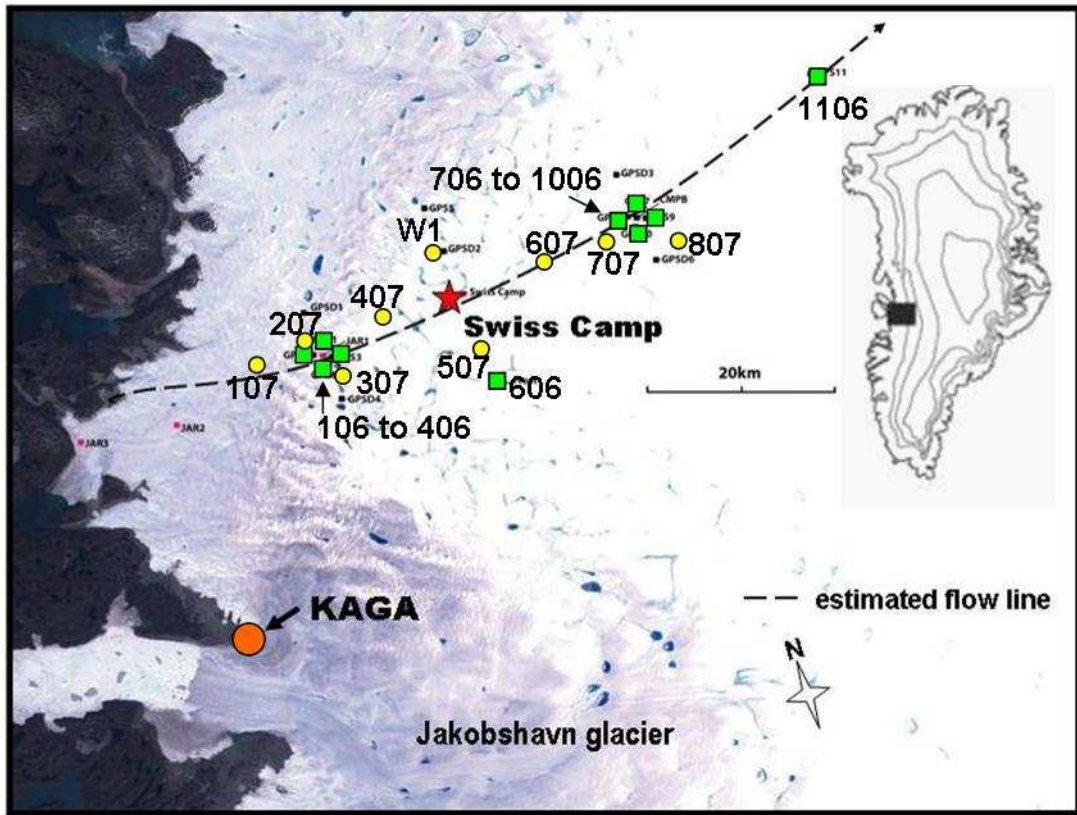 S11
1106
GPSD3
706 to 1006
CMPB
GPS5
W1
GPSD2
607
707
807
GPSD6
Swiss Camp
407
GPSD1
Swiss Camp
207
JAR1
107
307
507
606
20km
GPSD4
106 to 406
JAR2
JAR3
KAGA
estimated flow line
N
Jakobshavn glacier